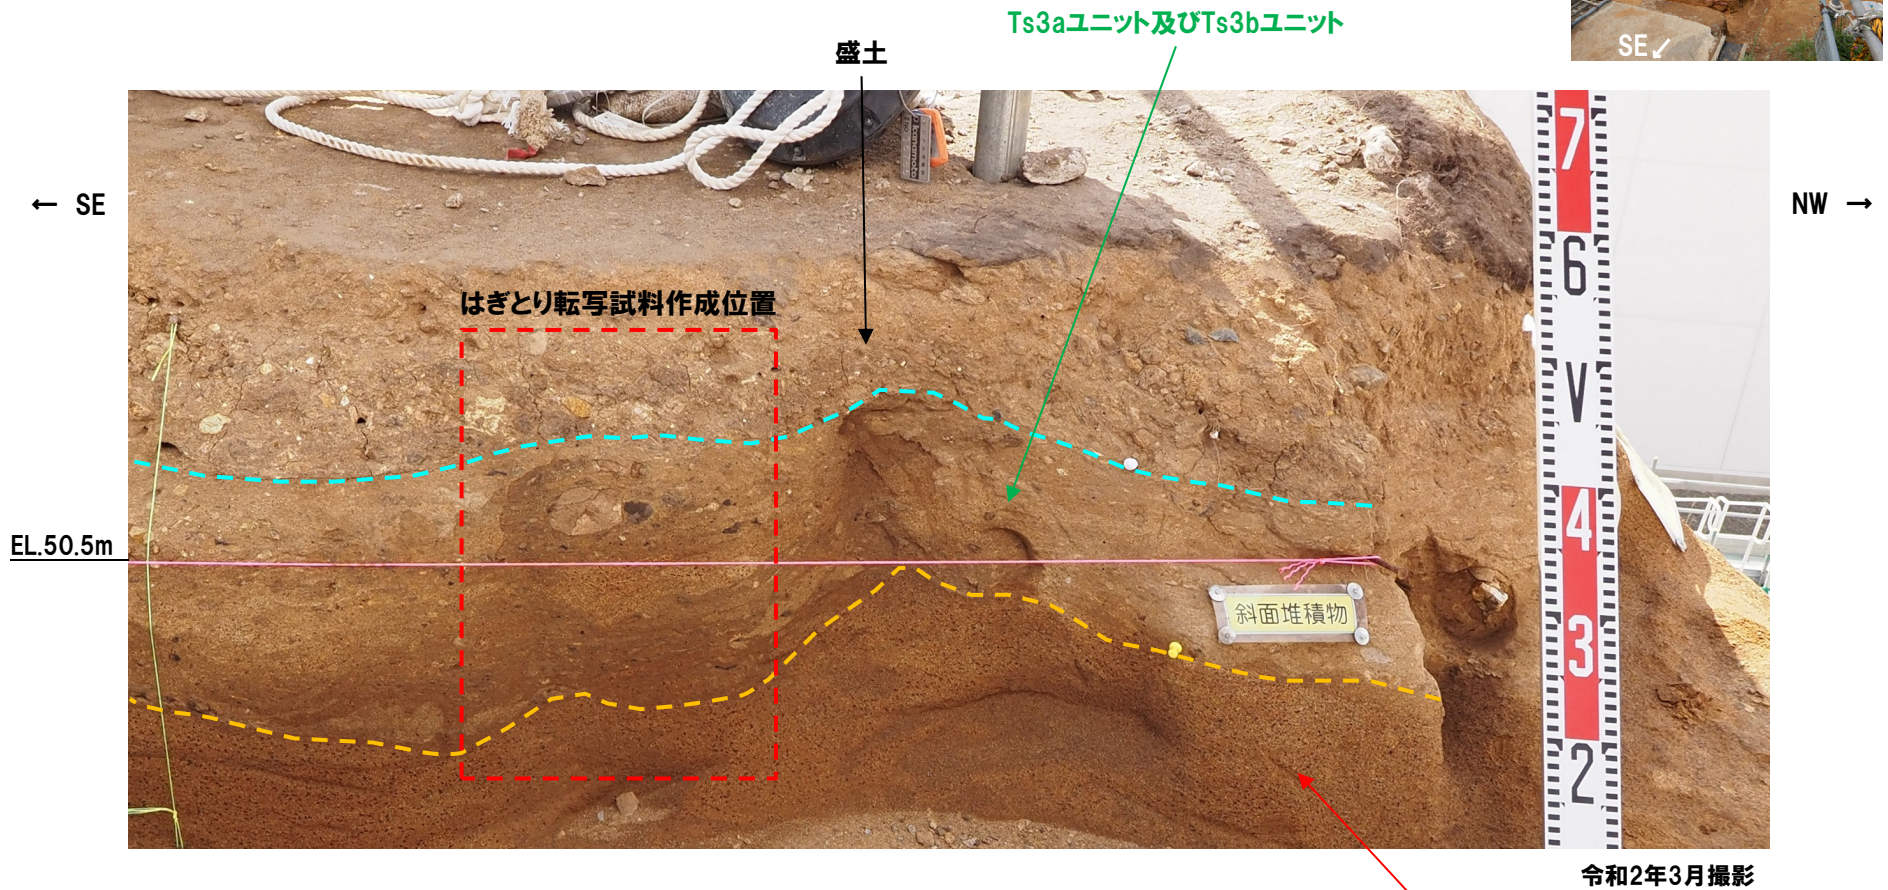 Ts3aユニット及びTs3bユニット
盛土
SE↙
← SE
NW →
はぎとり転写試料作成位置
EL.50.5m
斜面堆積物
7
6
V
4
3
2
令和2年3月撮影